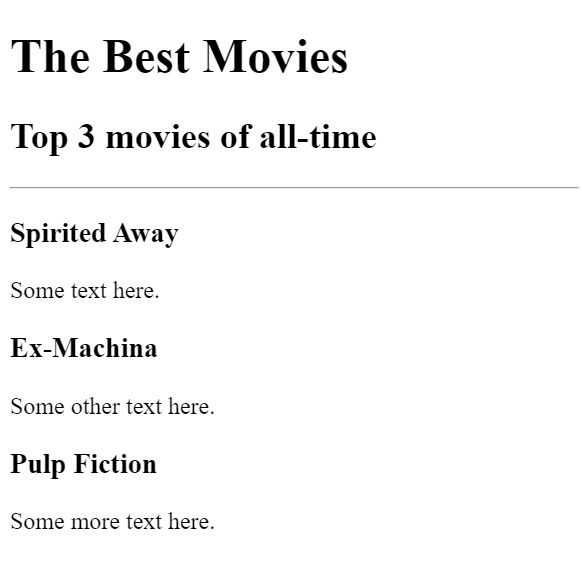 The Best Movies
Top 3 movies of all-time
Spirited Away
Some text here.
Ex-Machina
Some other text here.
Pulp Fiction
Some more text here.